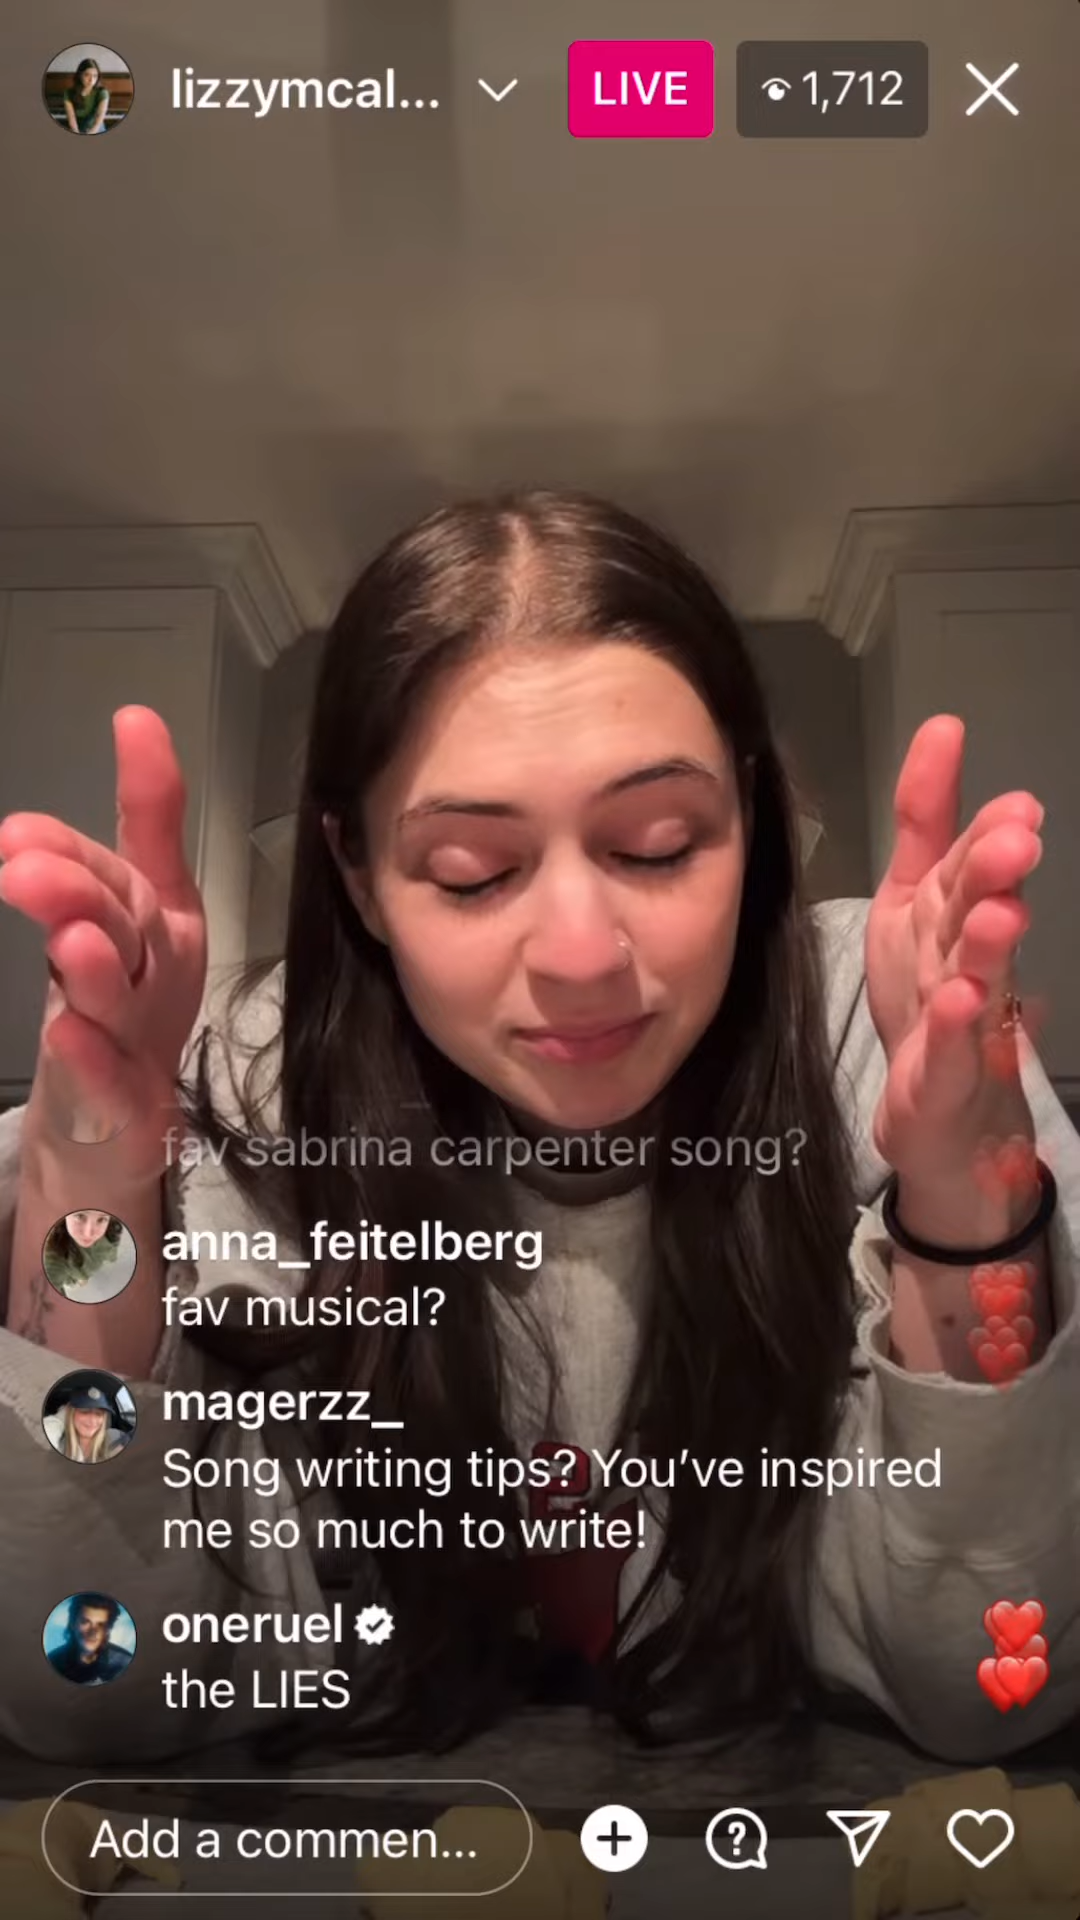 lizzymcal...
LIVE
1,712
fav sabrina carpenter song?
anna_feitelberg
fav musical?
magerzz_
Song writing tips? You’ve inspired
me so much to write!
oneruel
the LIES
Add a commen...